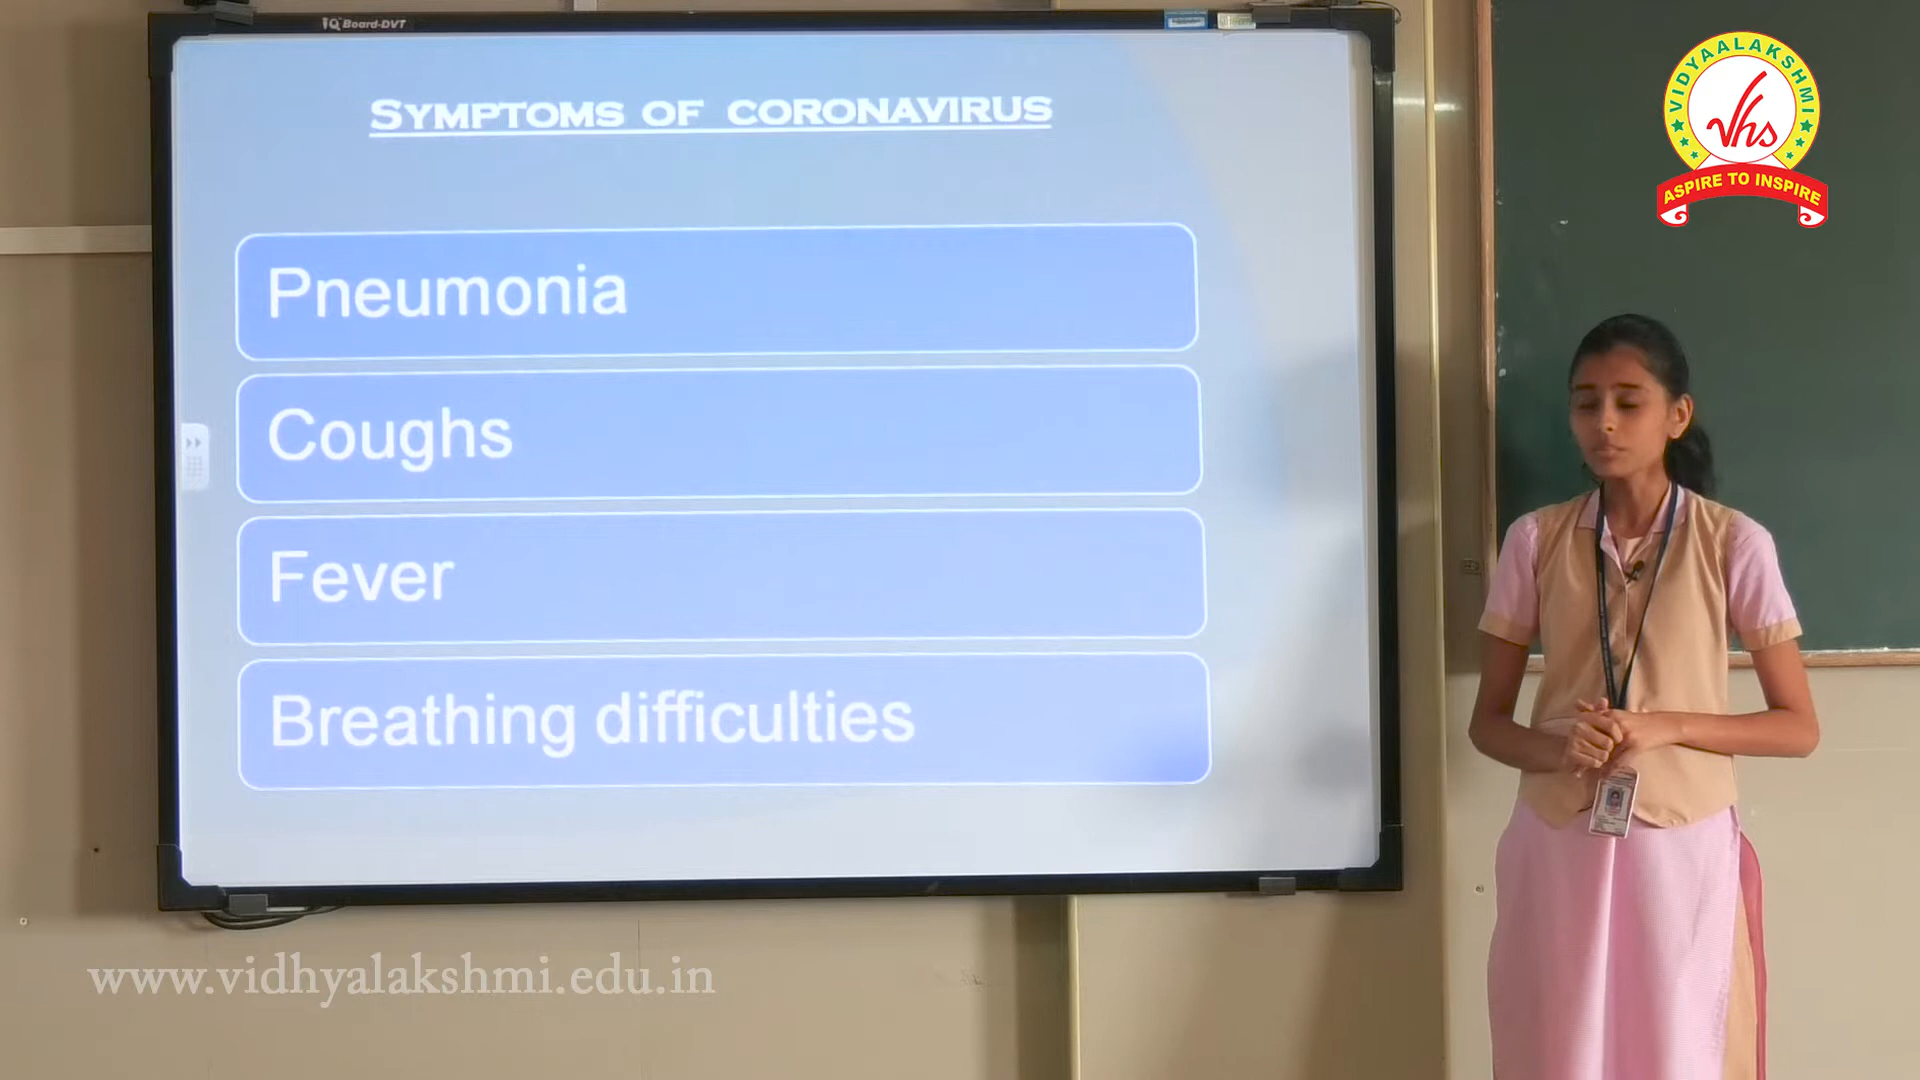 iQ Board-DVT
SYMPTOMS OF CORONAVIRUS
Pneumonia
Coughs
Fever
Breathing difficulties
VIDYAALAKSHMI
vhs
ASPIRE TO INSPIRE
www.vidhyalakshmi.edu.in